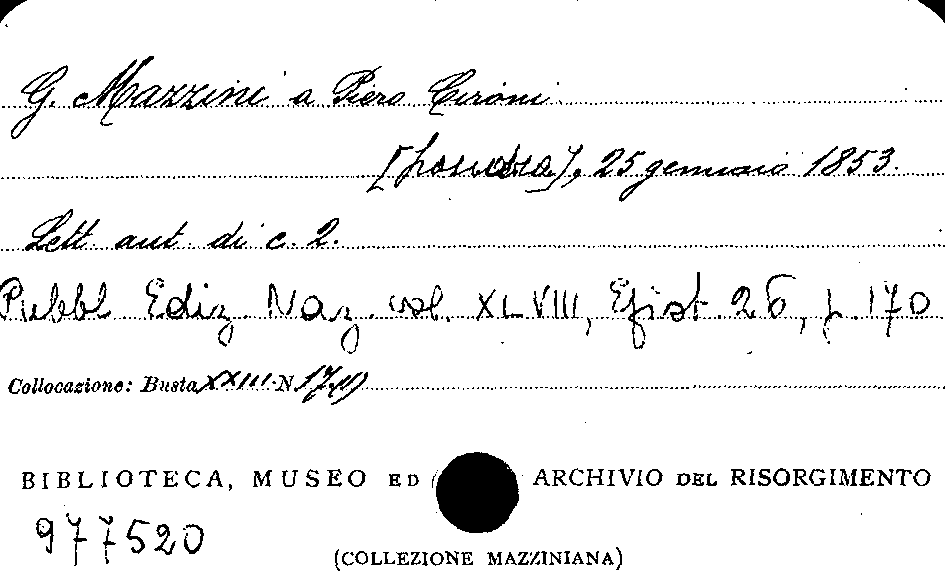 G. Mazzini a Piero Cironi
[Londra], 25 gennaio 1853.
Lett. aut. di c. 2.
Pubbl. Ediz. Naz. vol. XLVIII, Epist. 26, p. 170
Collocazione: Busta XXIII N. 17,
BIBLIOTECA, MUSEO ED ARCHIVIO DEL RISORGIMENTO
977520
(COLLEZIONE MAZZINIANA)